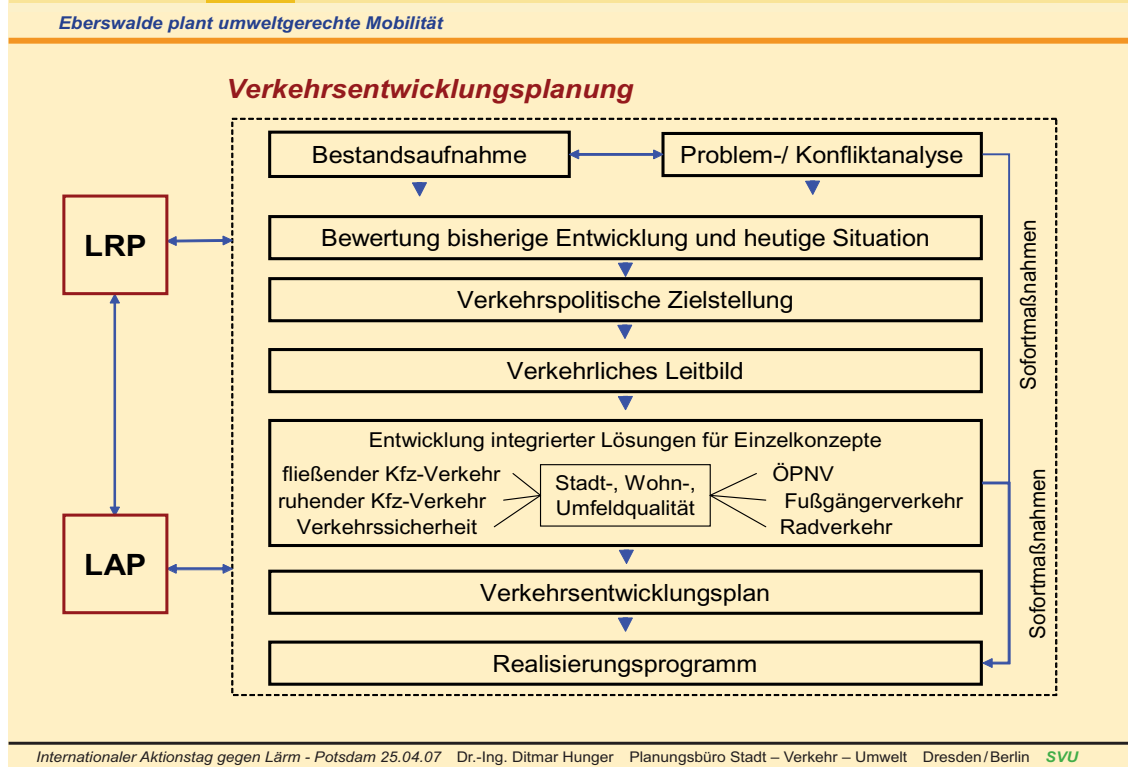 Eberswalde plant umweltgerechte Mobilität
Verkehrsentwicklungsplanung
Bestandsaufnahme
Problem-/ Konfliktanalyse
LRP
Bewertung bisherige Entwicklung und heutige Situation
Verkehrspolitische Zielstellung
Verkehrliches Leitbild
Sofortmaßnahmen
Entwicklung integrierter Lösungen für Einzelkonzepte
fließender Kfz-Verkehr
ruhender Kfz-Verkehr
Verkehrssicherheit
Stadt-, Wohn-,
Umfeldqualität
ÖPNV
Fußgängerverkehr
Radverkehr
Sofortmaßnahmen
LAP
Verkehrsentwicklungsplan
Realisierungsprogramm
Internationaler Aktionstag gegen Lärm - Potsdam 25.04.07 Dr.-Ing. Ditmar Hunger Planungsbüro Stadt – Verkehr – Umwelt Dresden/Berlin SVU